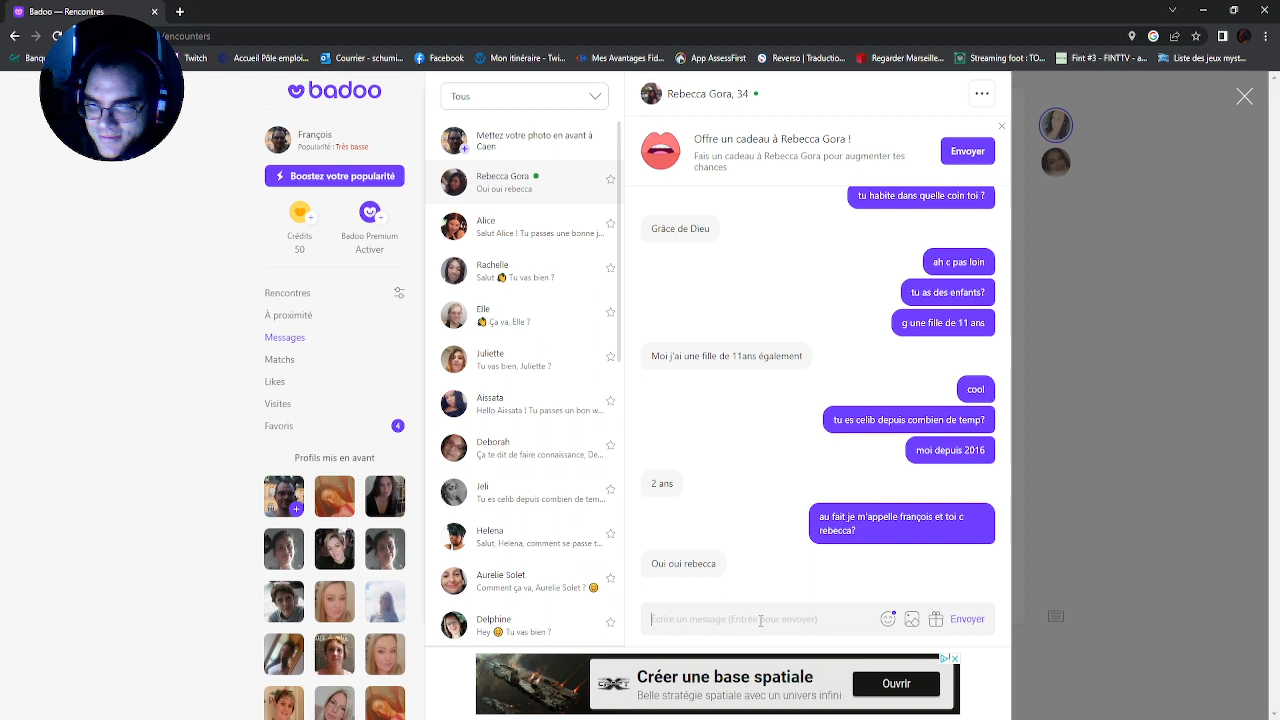 Badoo — Rencontres
/encounters
Banq
Twitch
Accueil Pôle emplo...
Courrier - schumi...
Facebook
Mon itinéraire - Twi...
Mes Avantages Fid...
App AssessFirst
Reverso | Traductio...
Regarder Marseille...
Streaming foot : TO...
Fint #3 - FINTTV –...
Liste des jeux myst...
badoo
François
Popularité : Très basse
Boostez votre popularité
Crédits
50
Badoo Premium
Activer
Rencontres
À proximité
Messages
Matchs
Likes
Visites
Favoris
4
Profils mis en avant
Tous
Mettez votre photo en avant à
Caen
Rebecca Gora
Oui oui rebecca
Alice
Salut Alice ! Tu passes une bonne j...
Rachelle
Salut 👋 Tu vas bien ?
Elle
👋 Ça va, Elle ?
Juliette
Tu vas bien, Juliette ?
Aissata
Hello Aissata ! Tu passes un bon w...
Deborah
Ça te dit de faire connaissance, De...
Jeli
Tu es celib depuis combien de tem...
Helena
Salut, Helena, comment se passe t...
Aurelie Solet
Comment ça va, Aurelie Solet ? 😊
Delphine
Hey 😊 Tu vas bien ?
Rebecca Gora, 34
Offre un cadeau à Rebecca Gora !
Fais un cadeau à Rebecca Gora pour augmenter tes
chances
Envoyer
tu habite dans quelle coin toi ?
Grâce de Dieu
ah c pas loin
tu as des enfants?
g une fille de 11 ans
Moi j'ai une fille de 11ans également
cool
tu es celib depuis combien de temp?
moi depuis 2016
2 ans
au fait je m'appelle françois et toi c
rebecca?
Oui oui rebecca
Écrire un message (Entrée pour envoyer)
Envoyer
Créer une base spatiale
Belle stratégie spatiale avec un univers infini
Ouvrir